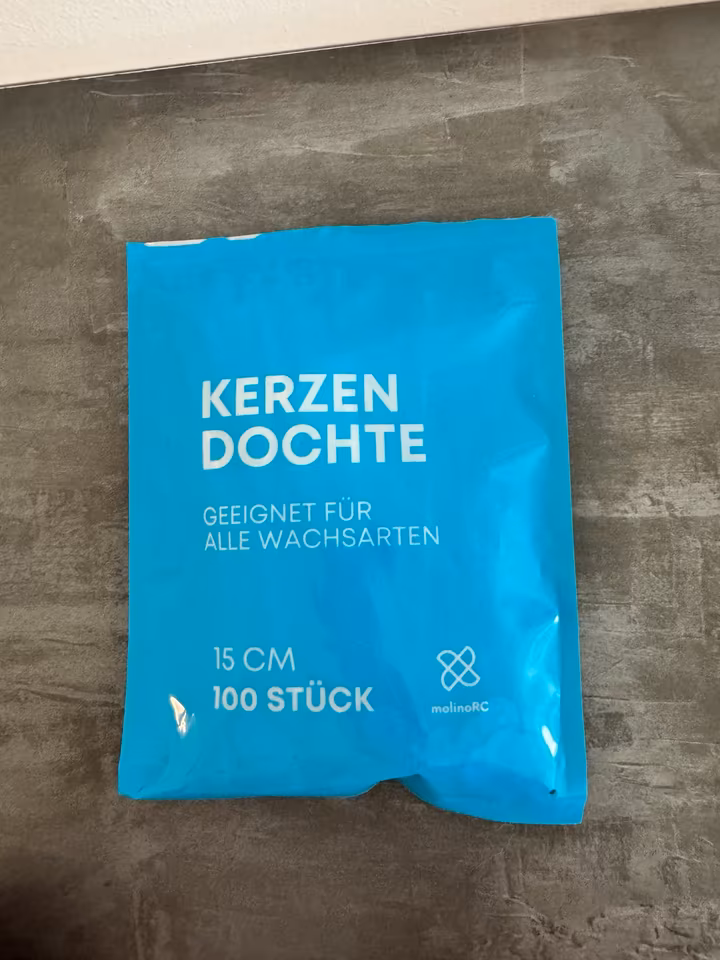 KERZEN
DOCHTE
GEEIGNET FÜR
ALLE WACHSARTEN
15 CM
100 STÜCK
molinoRC